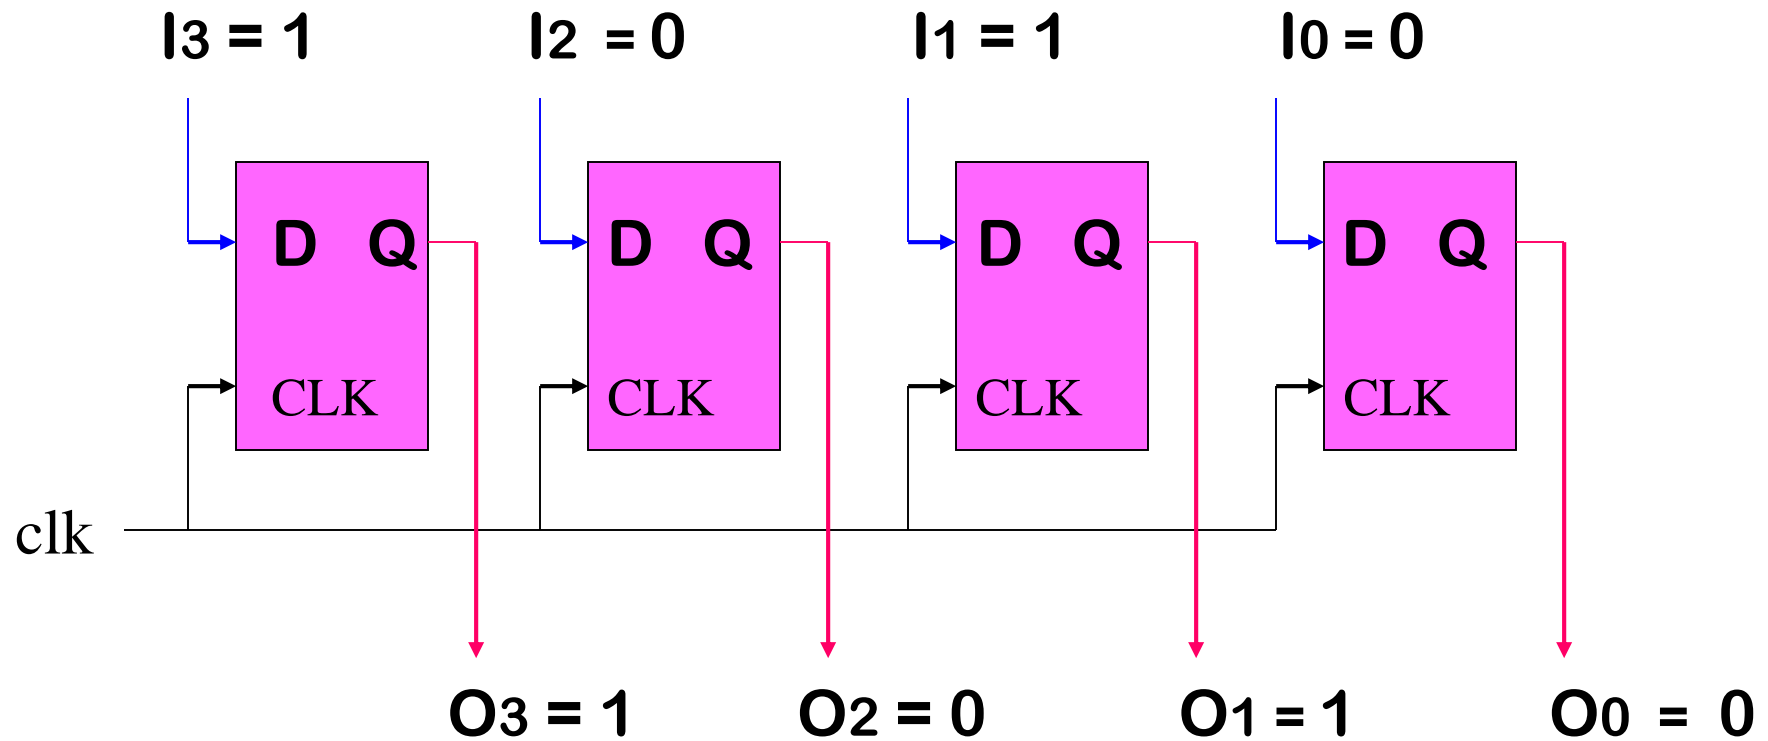 I3 = 1 I2 = 0 I1 = 1 I0 = 0
D Q D Q D Q D Q
CLK CLK CLK CLK
clk
O3 = 1 O2 = 0 O1 = 1 O0 = 0